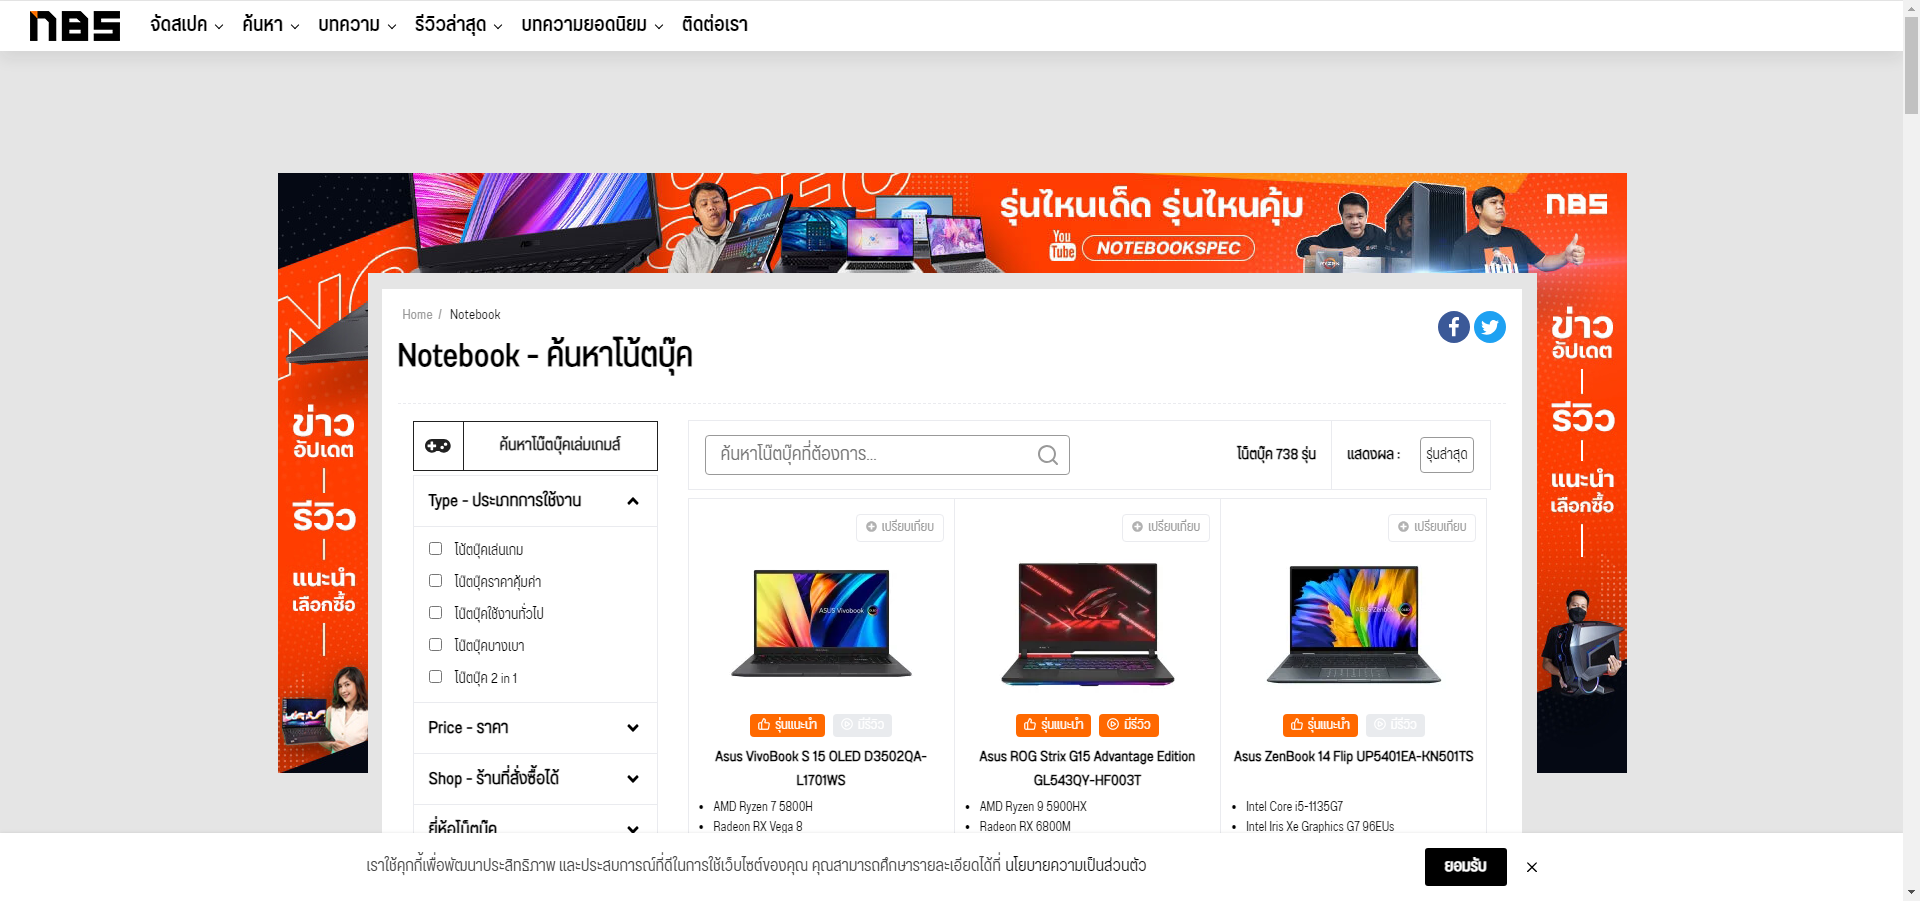 nBS
จัดสเปค
ค้นหา
บทความ
รีวิวล่าสุด
บทความยอดนิยม
ติดต่อเรา
รุ่นไหนเด็ด รุ่นไหนคุ้ม
You Tube NOTEBOOKSPEC
nBS
ข่าว
อัปเดต
รีวิว
แนะนำ
เลือกซื้อ
Home / Notebook
Notebook - ค้นหาโน้ตบุ๊ค
ค้นหาโน๊ตบุ๊คเล่มเกมส์
ค้นหาโน๊ตบุ๊คที่ต้องการ...
โน็ตบุ๊ค 738 รุ่น
แสดงผล :
รุ่นล่าสุด
Type - ประเภทการใช้งาน
โน้ตบุ๊คเล่นเกม
โน๊ตบุ๊คราคาคุ้มค่า
โน๊ตบุ๊คใช้งานทั่วไป
โน๊ตบุ๊คบางเบา
โน๊ตบุ๊ค 2 in 1
Price - ราคา
Shop - ร้านที่สั่งซื้อได้
ยี่ห้อโน็ตบุ๊ค
เปรียบเทียบ
ASUS Vivobook
รุ่นแนะนำ
มีรีวิว
Asus VivoBook S 15 OLED D3502QA-
L1701WS
AMD Ryzen 7 5800H
Radeon RX Vega 8
เปรียบเทียบ
รุ่นแนะนำ
มีรีวิว
Asus ROG Strix G15 Advantage Edition
GL543QY-HF003T
AMD Ryzen 9 5900HX
Radeon RX 6800M
เปรียบเทียบ
ASUS Zenbook
รุ่นแนะนำ
มีรีวิว
Asus ZenBook 14 Flip UP5401EA-KN501TS
Intel Core i5-1135G7
Intel Iris Xe Graphics G7 96EUs
ข่าว
อัปเดต
รีวิว
แนะนำ
เลือกซื้อ
เราใช้คุกกี้เพื่อพัฒนาประสิทธิภาพ และประสบการณ์ที่ดีในการใช้เว็บไซต์ของคุณ คุณสามารถศึกษารายละเอียดได้ที่ นโยบายความเป็นส่วนตัว
ยอมรับ